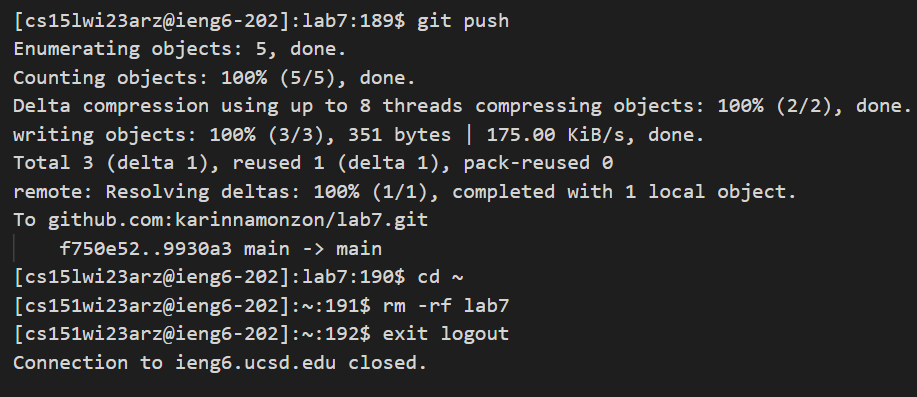 [cs15lwi23arz@ieng6-202]:lab7:189$ git push
Enumerating objects: 5, done.
Counting objects: 100% (5/5), done.
Delta compression using up to 8 threads compressing objects: 100% (2/2), done.
writing objects: 100% (3/3), 351 bytes | 175.00 KiB/s, done.
Total 3 (delta 1), reused 1 (delta 1), pack-reused 0
remote: Resolving deltas: 100% (1/1), completed with 1 local object.
To github.com:karinnamonzon/lab7.git
f750e52..9930a3 main -> main
[cs15lwi23arz@ieng6-202]:lab7:190$ cd ~
[cs151wi23arz@ieng6-202]:~:191$ rm -rf lab7
[cs151wi23arz@ieng6-202]:~:192$ exit logout
Connection to ieng6.ucsd.edu closed.